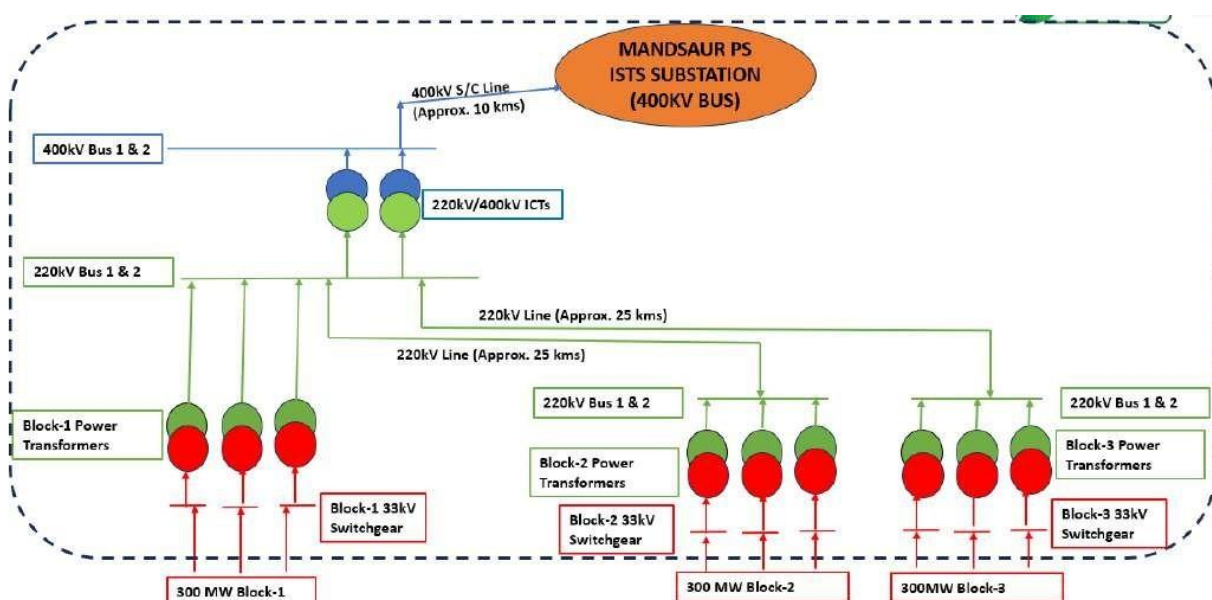 MANDSAUR PS
ISTS SUBSTATION
(400KV BUS)
400kV S/C Line
(Approx. 10 kms)
400kV Bus 1 & 2
220kV/400kV ICTs
220kV Bus 1 & 2
220kV Line (Approx. 25 kms)
220kV Line (Approx. 25 kms)
220kV Bus 1 & 2
220kV Bus 1 & 2
Block-1 Power
Transformers
Block-2 Power
Transformers
Block-3 Power
Transformers
Block-1 33kV
Switchgear
Block-2 33kV
Switchgear
Block-3 33kV
Switchgear
300 MW Block-1
300 MW Block-2
300MW Block-3